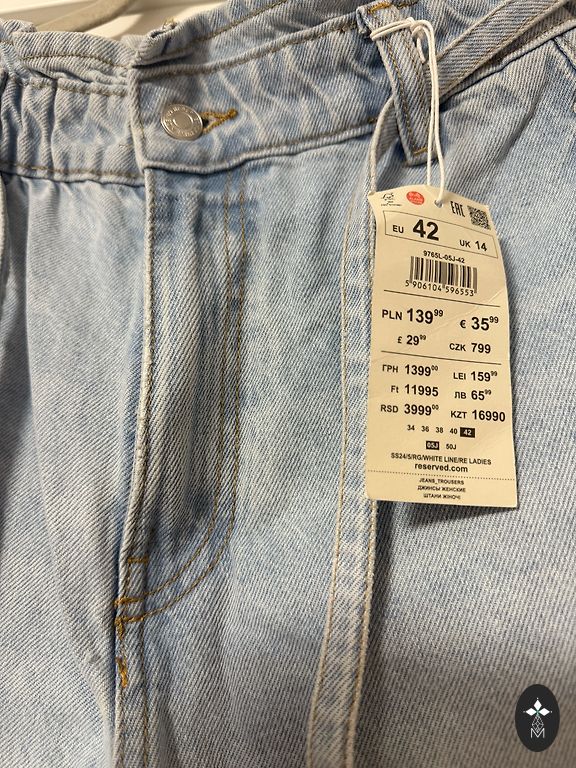 EAC
EU 42 UK 14
9765L-05J-42
5 906104 596553
PLN 139⁹⁹ € 35⁹⁹
£ 29⁹⁹ CZK 799
ГРН 1399⁰⁰ LEI 159⁹⁹
Ft 11995 ЛВ 65⁹⁹
RSD 3999⁰⁰ KZT 16990
34 36 38 40 42
05J 50J
SS24/5/RG/WHITE LINE/RE LADIES
reserved.com
JEANS_TROUSERS
ДЖИНСЫ ЖЕНСКИЕ
ШТАНИ ЖІНОЧІ
M